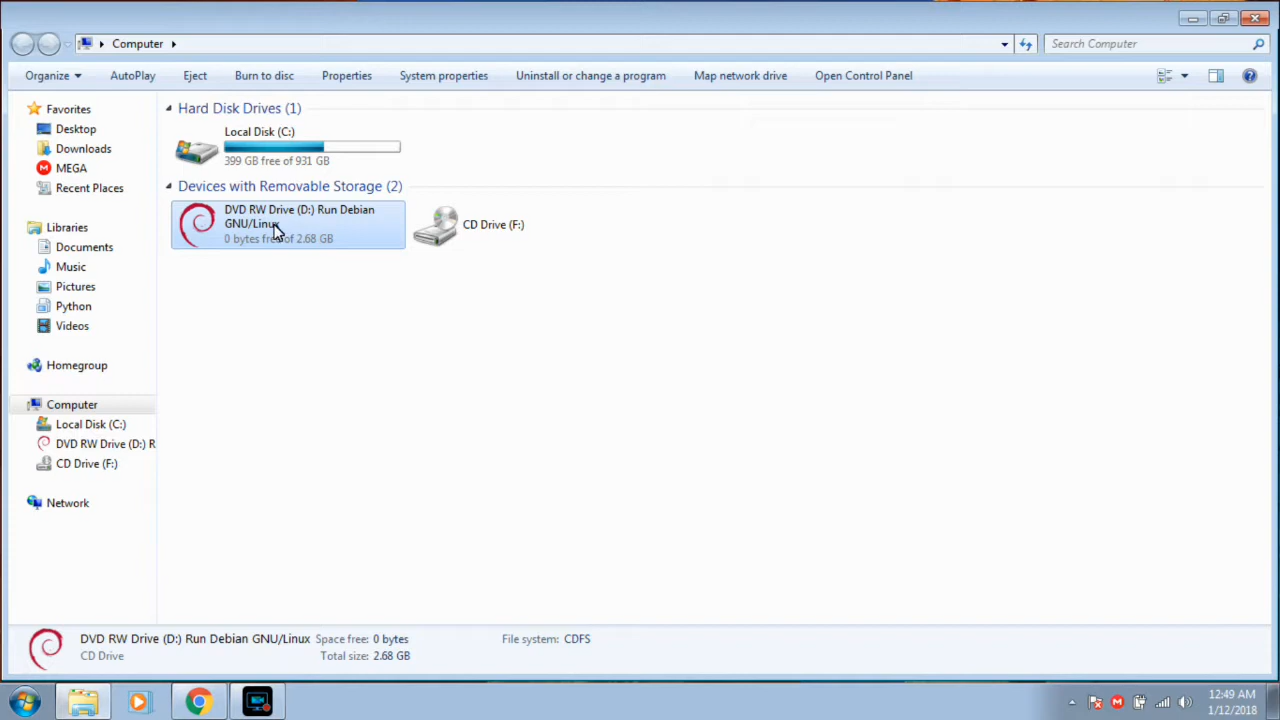 Computer
Search Computer
Organize AutoPlay Eject Burn to disc Properties System properties Uninstall or change a program Map network drive Open Control Panel
Favorites
Desktop
Downloads
MEGA
Recent Places
Libraries
Documents
Music
Pictures
Python
Videos
Homegroup
Computer
Local Disk (C:)
DVD RW Drive (D:) R
CD Drive (F:)
Network
Hard Disk Drives (1)
Local Disk (C:)
399 GB free of 931 GB
Devices with Removable Storage (2)
DVD RW Drive (D:) Run Debian
GNU/Linux
0 bytes free of 2.68 GB
CD Drive (F:)
DVD RW Drive (D:) Run Debian GNU/Linux Space free: 0 bytes File system: CDFS
CD Drive Total size: 2.68 GB
12:49 AM
1/12/2018